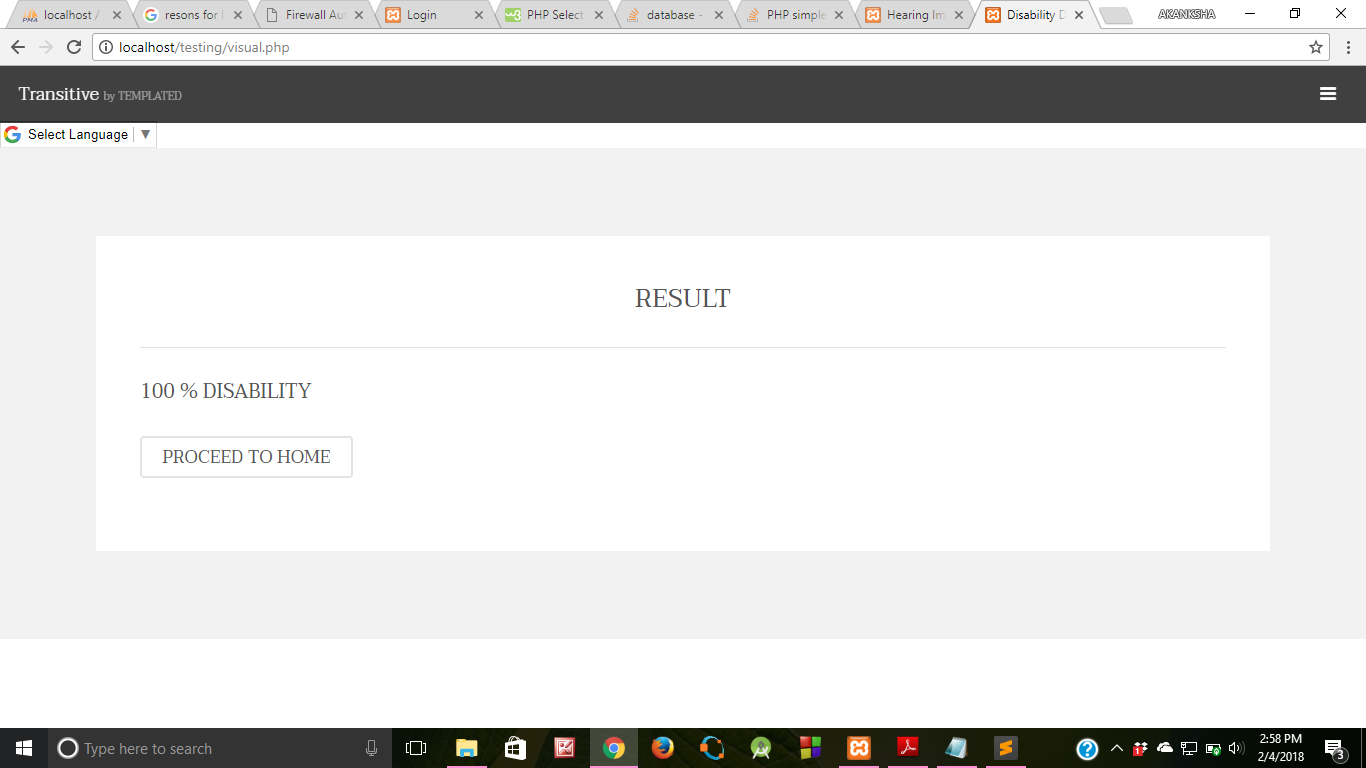 localhost /
resons for
Firewall Au
Login
PHP Select
database -
PHP simple
Hearing Im
Disability D
AKANKSHA
localhost/testing/visual.php
Transitive by TEMPLATED
Select Language ▼
RESULT
100 % DISABILITY
PROCEED TO HOME
Type here to search
2:58 PM
2/4/2018
3